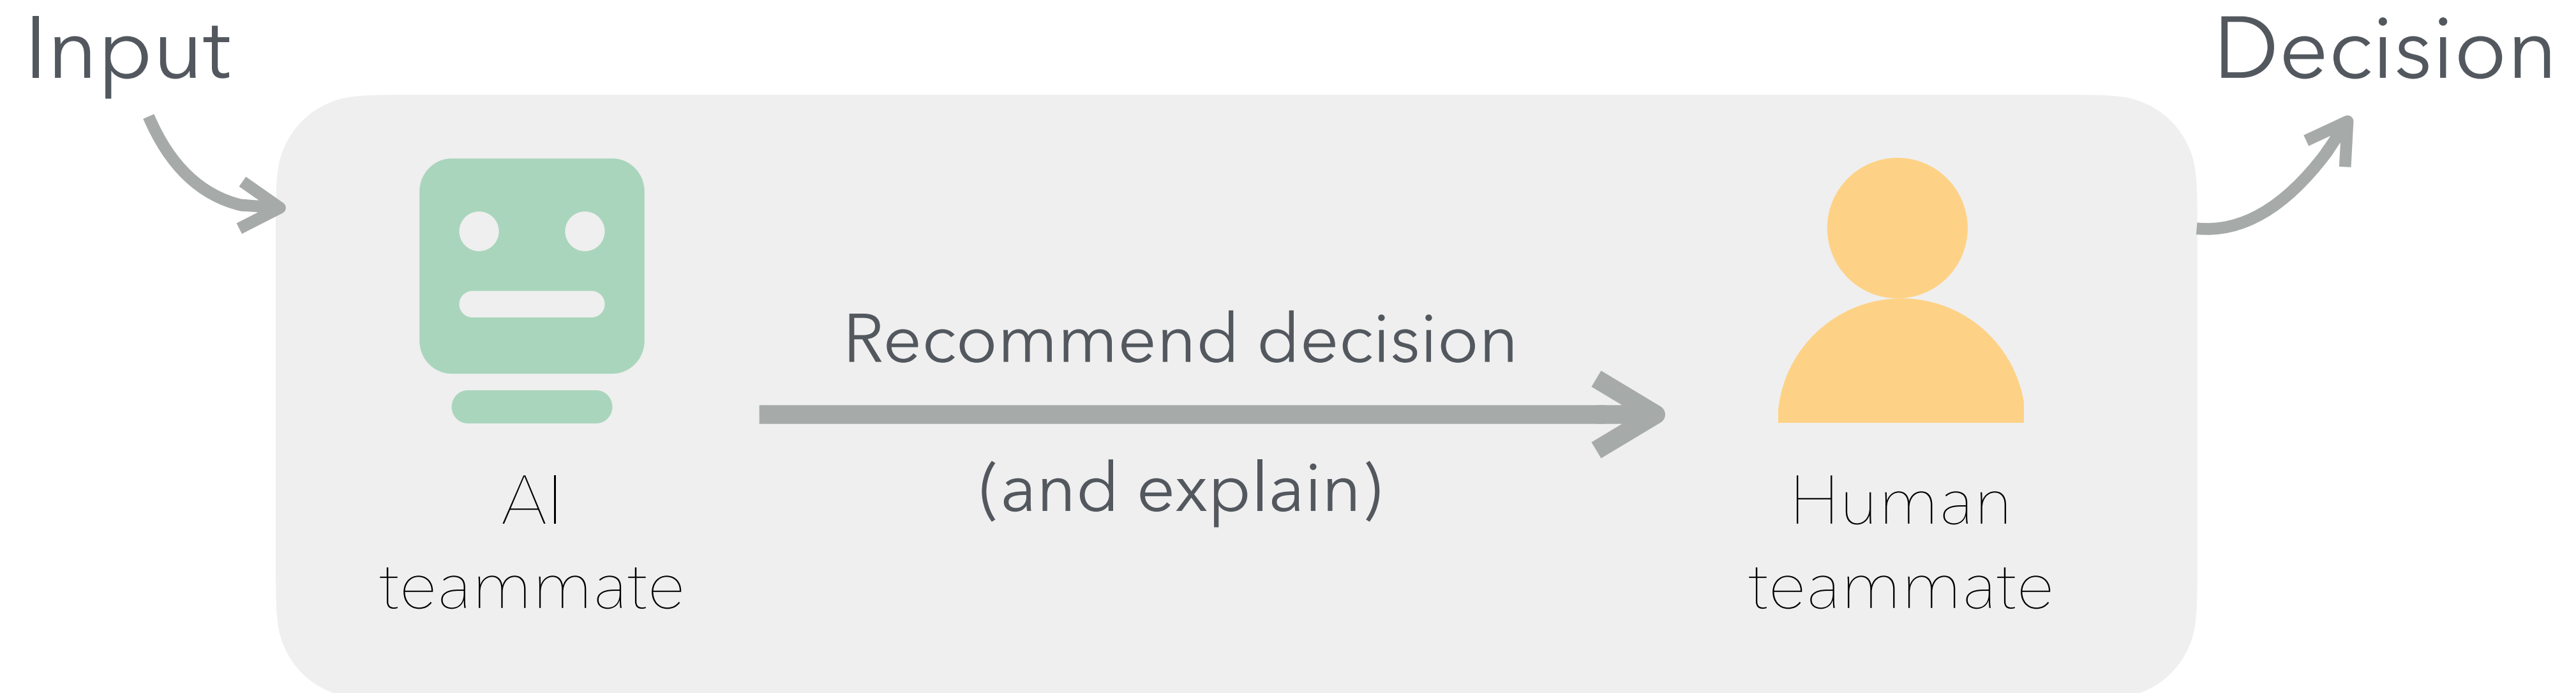 Input
Decision
Recommend decision
(and explain)
AI
teammate
Human
teammate